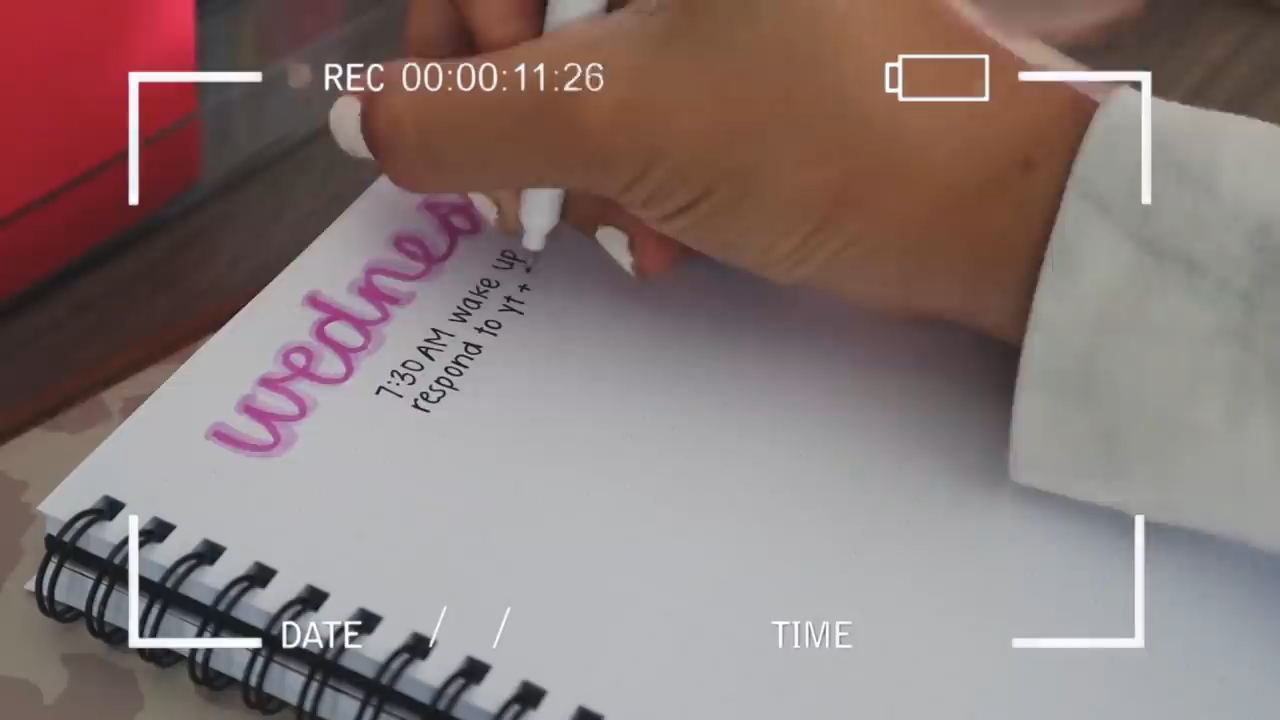 REC 00:00:11:26
wednes
7:30 AM wake up
respond to yt +
DATE / /
TIME